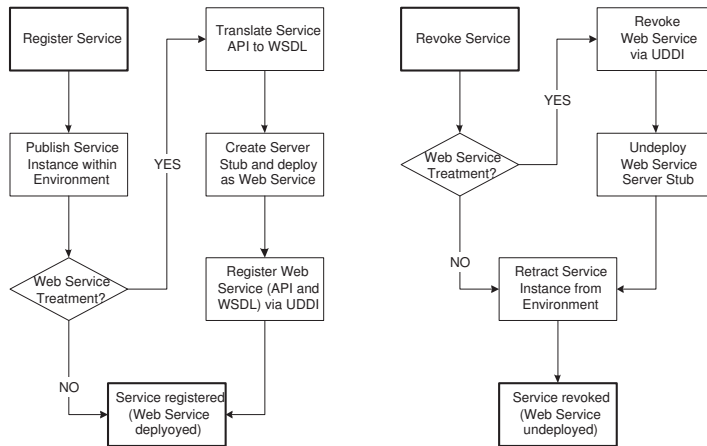 Register Service
Publish Service
Instance within
Environment
Web Service
Treatment?
YES
NO
Translate Service
API to WSDL
Create Server
Stub and deploy
as Web Service
Register Web
Service (API and
WSDL) via UDDI
Service registered
(Web Service
deplyoyed)
Revoke Service
Web Service
Treatment?
YES
NO
Revoke
Web Service
via UDDI
Undeploy
Web Service
Server Stub
Retract Service
Instance from
Environment
Service revoked
(Web Service
undeployed)